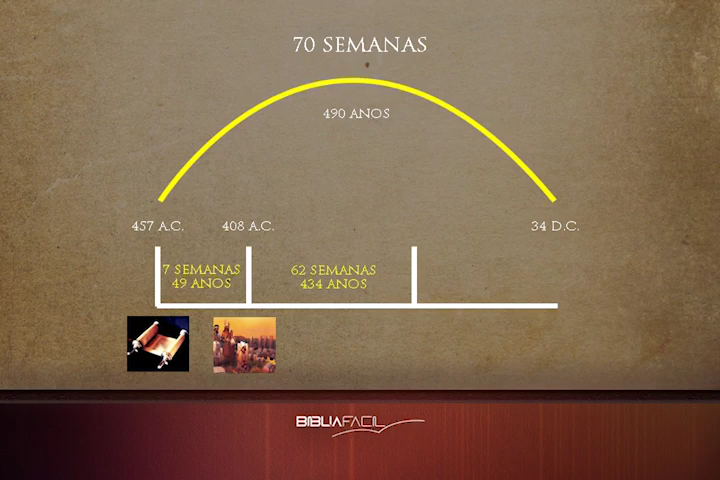 70 SEMANAS
490 ANOS
457 A.C.
408 A.C.
34 D.C.
7 SEMANAS
49 ANOS
62 SEMANAS
434 ANOS
BIBLIAFACIL